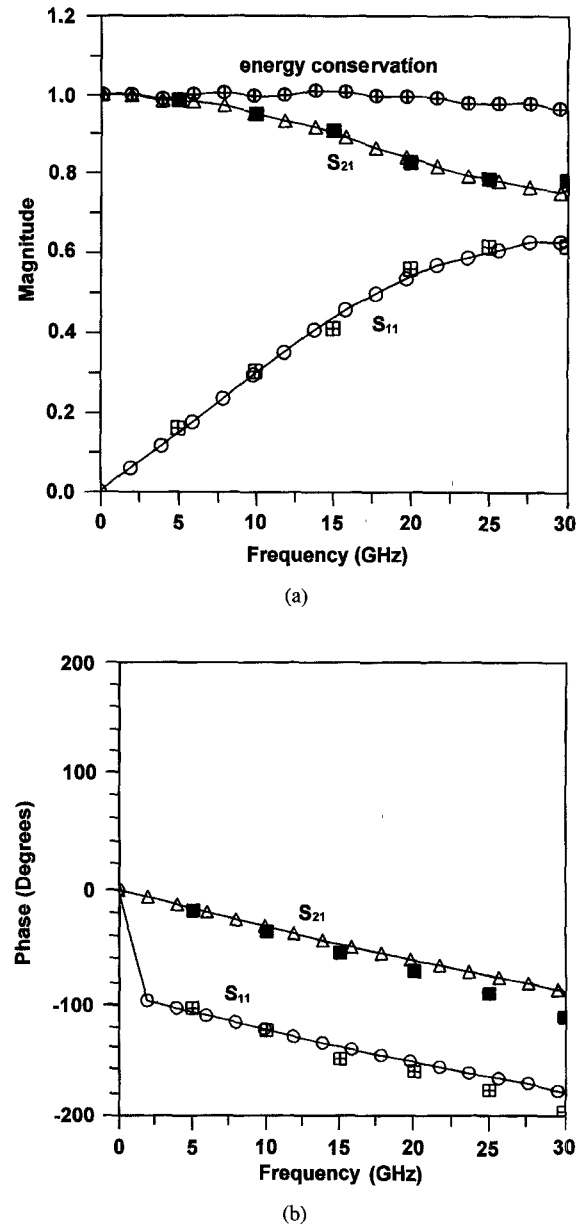 1.2
1.0
0.8
0.6
0.4
0.2
0.0
Magnitude
energy conservation
S21
S11
0 5 10 15 20 25 30
Frequency (GHz)
(a)
200
100
0
-100
-200
Phase (Degrees)
S21
S11
0 5 10 15 20 25 30
Frequency (GHz)
(b)